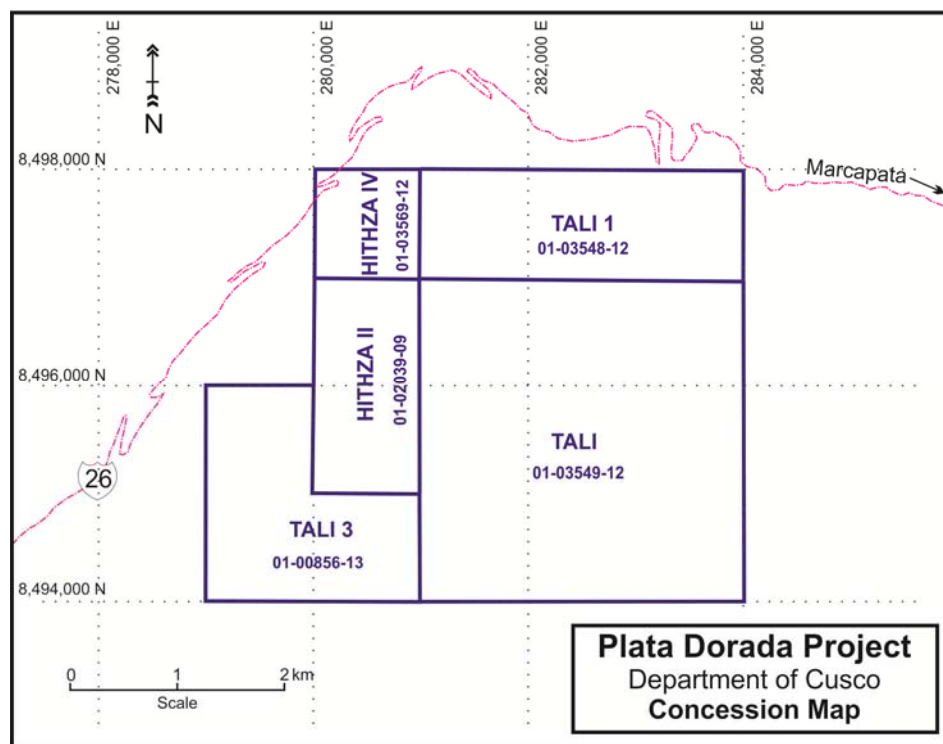 278,000 E
280,000 E
282,000 E
284,000 E
N
8,498,000 N
Marcapata
HITHZA IV
01-03569-12
TALI 1
01-03548-12
8,496,000 N
HITHZA II
01-02039-09
TALI
01-03549-12
26
TALI 3
01-00856-13
8,494,000 N
0 1 2 km
Scale
Plata Dorada Project
Department of Cusco
Concession Map